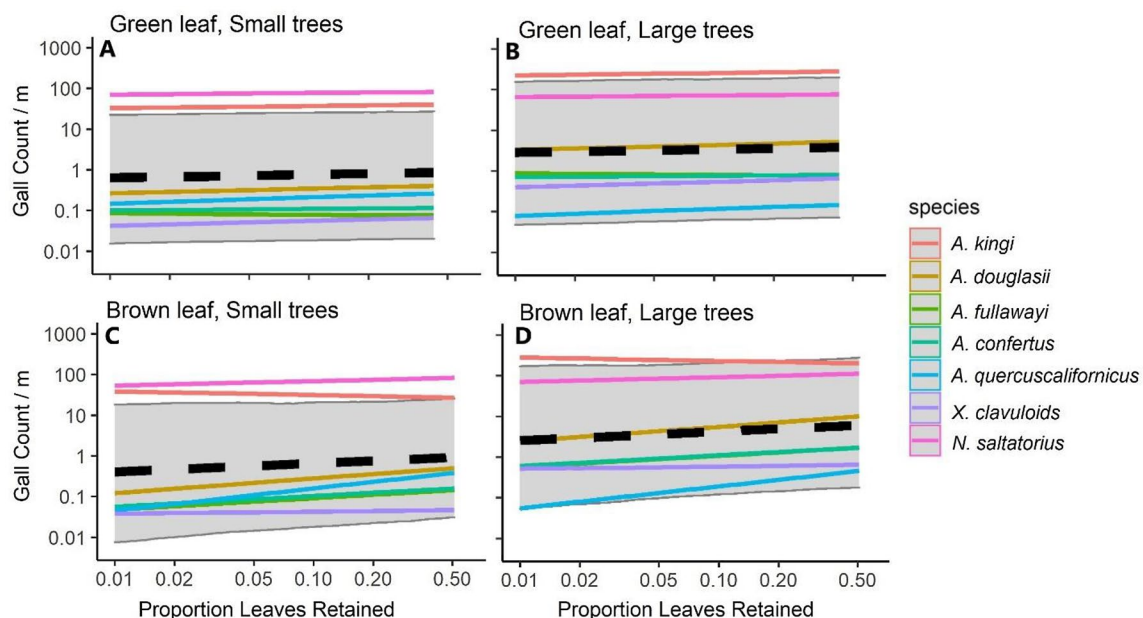 Green leaf, Small trees
Green leaf, Large trees
A
B
Gall Count / m
1000
100
10
1
0.1
0.01
Brown leaf, Small trees
Brown leaf, Large trees
C
D
Gall Count / m
1000
100
10
1
0.1
0.01
0.01 0.02 0.05 0.10 0.20 0.50
0.01 0.02 0.05 0.10 0.20 0.50
Proportion Leaves Retained
Proportion Leaves Retained
species
A. kingi
A. douglasii
A. fullawayi
A. confertus
A. quercuscalifornicus
X. clavuloids
N. saltatorius